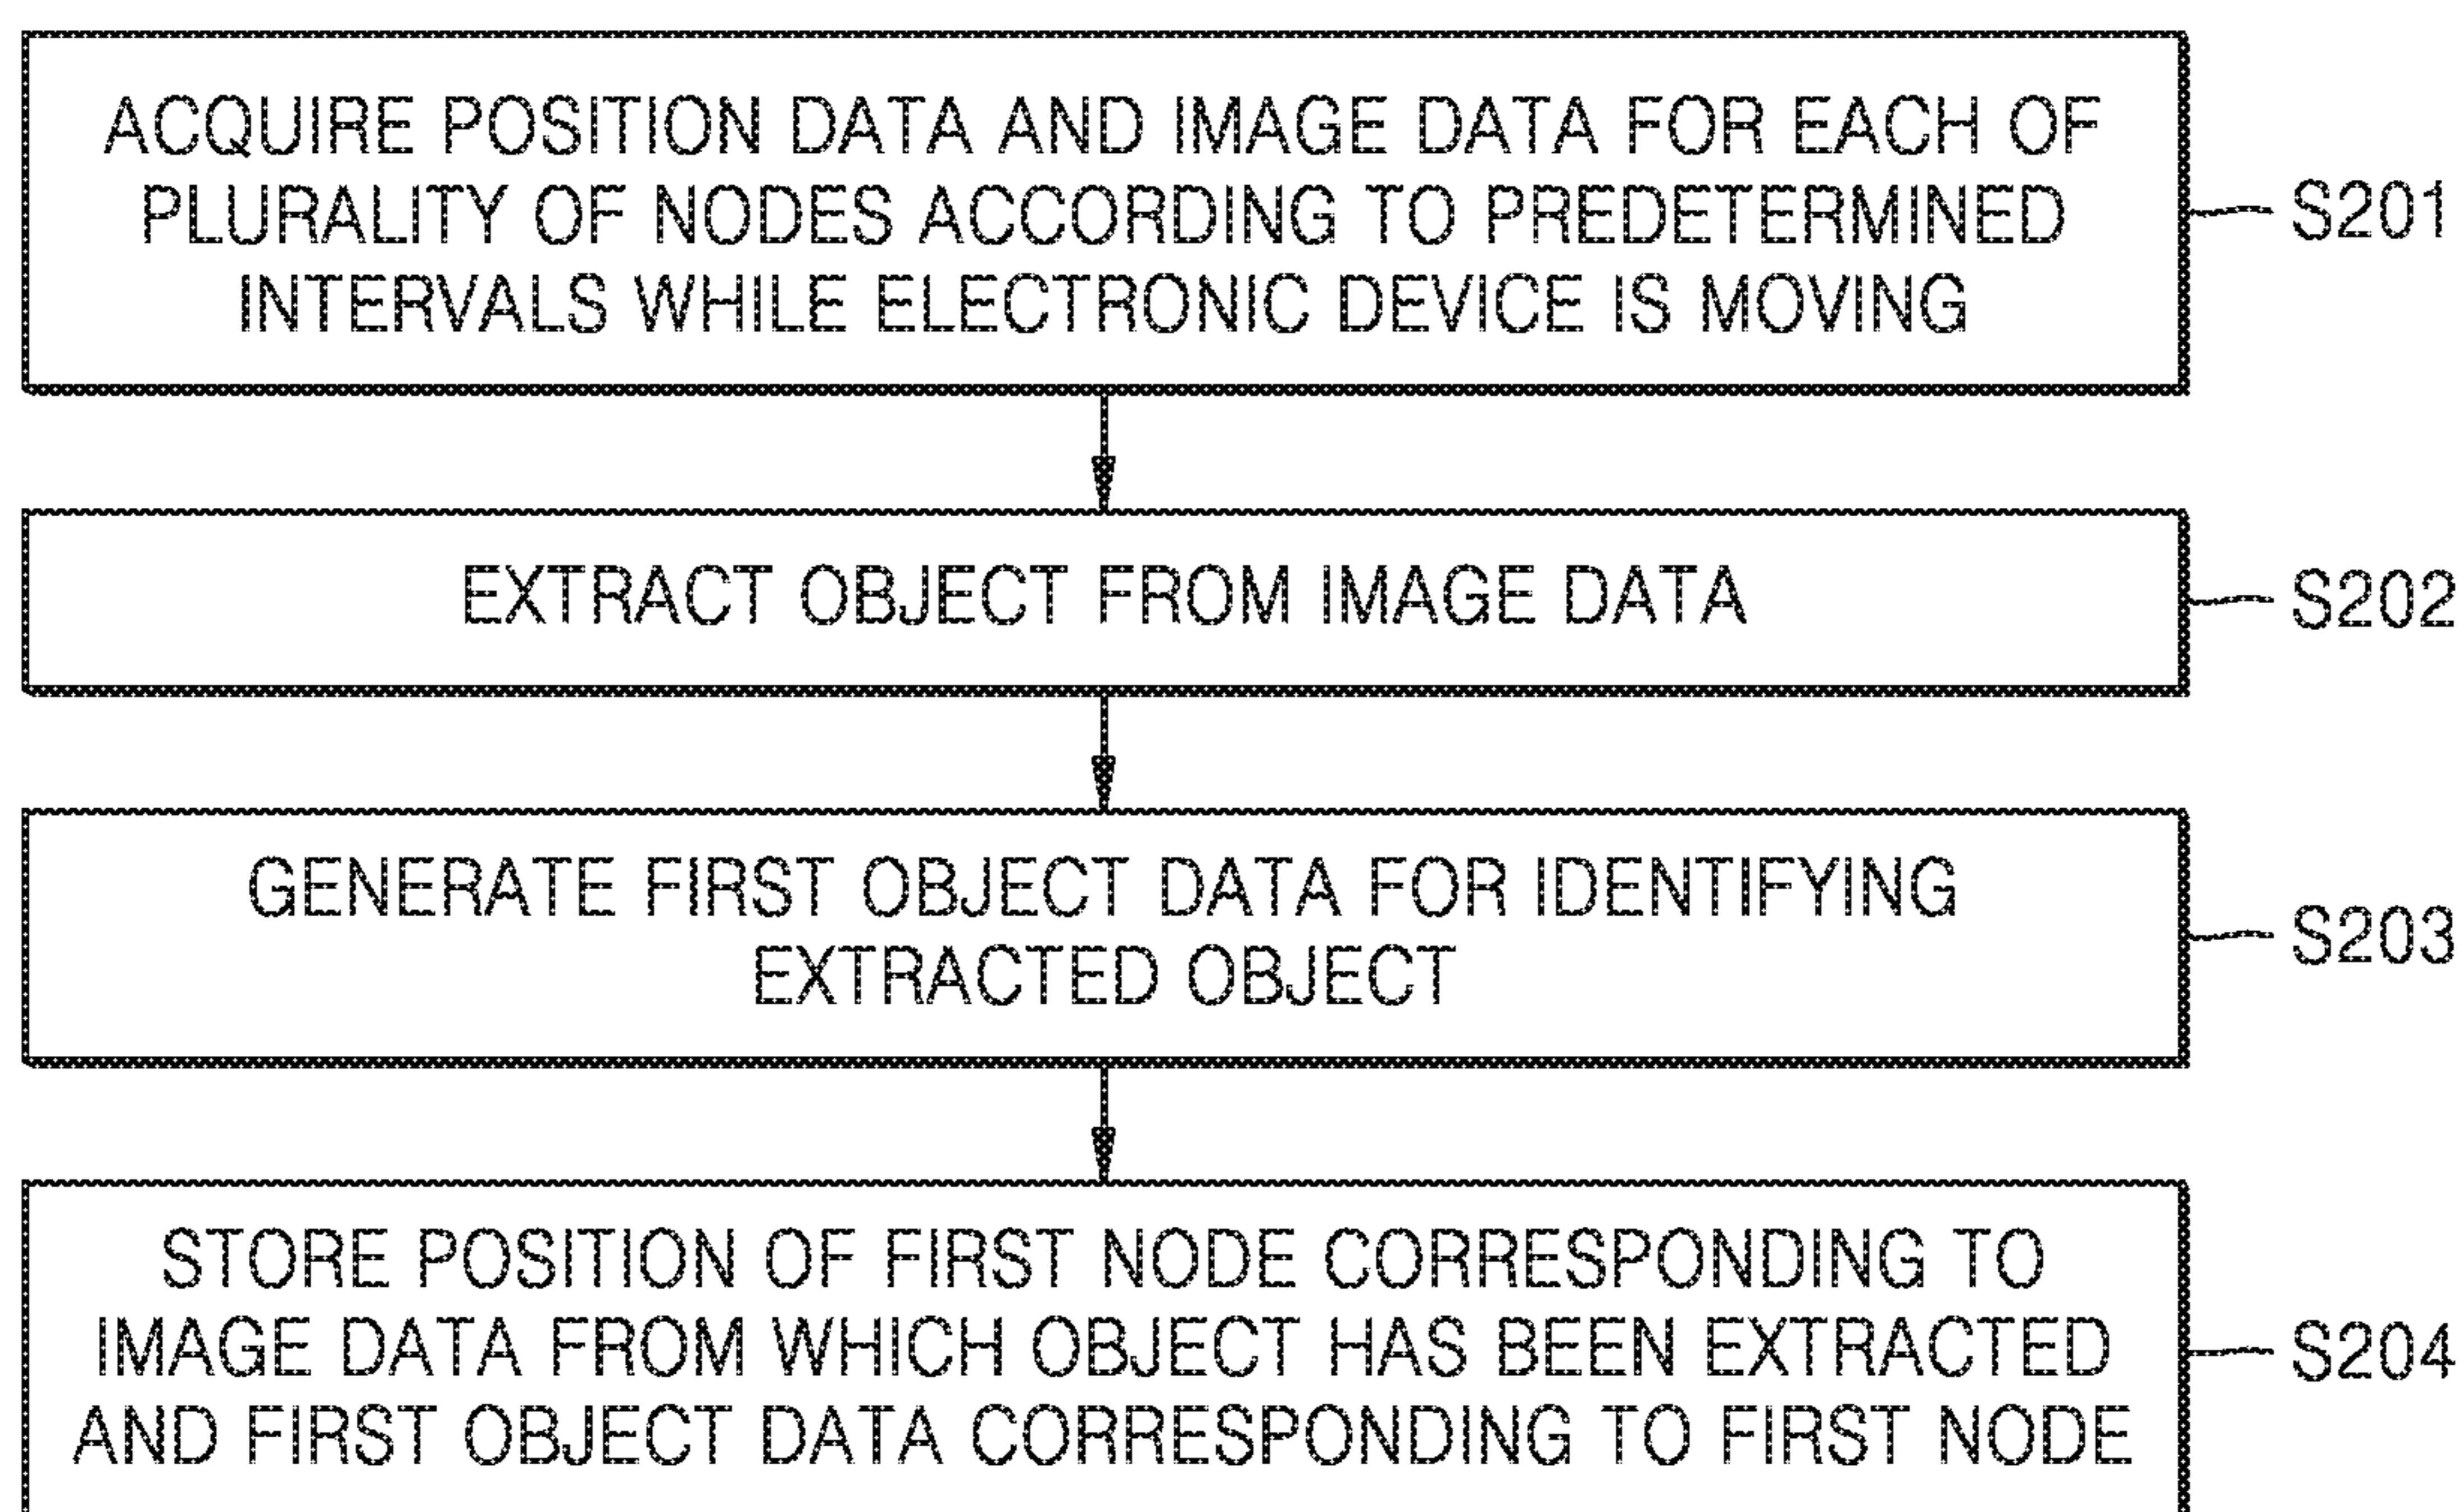 ACQUIRE POSITION DATA AND IMAGE DATA FOR EACH OF
PLURALITY OF NODES ACCORDING TO PREDETERMINED
INTERVALS WHILE ELECTRONIC DEVICE IS MOVING
S201
EXTRACT OBJECT FROM IMAGE DATA
S202
GENERATE FIRST OBJECT DATA FOR IDENTIFYING
EXTRACTED OBJECT
S203
STORE POSITION OF FIRST NODE CORRESPONDING TO
IMAGE DATA FROM WHICH OBJECT HAS BEEN EXTRACTED
AND FIRST OBJECT DATA CORRESPONDING TO FIRST NODE
S204